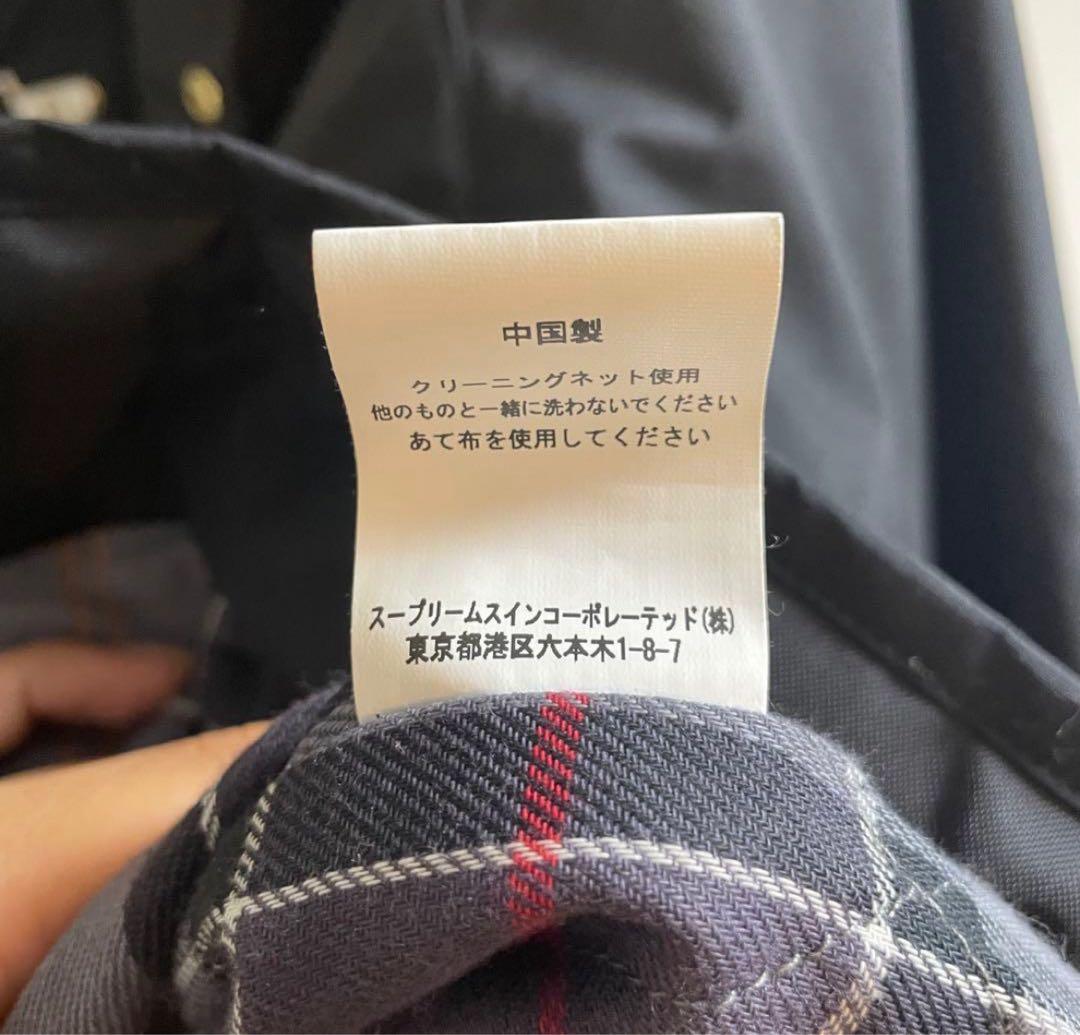 中国製
クリーニングネット使用
他のものと一緒に洗わないでください
あて布を使用してください
スープリームスインコーポレーテッド(株)
東京都港区六本木1-8-7